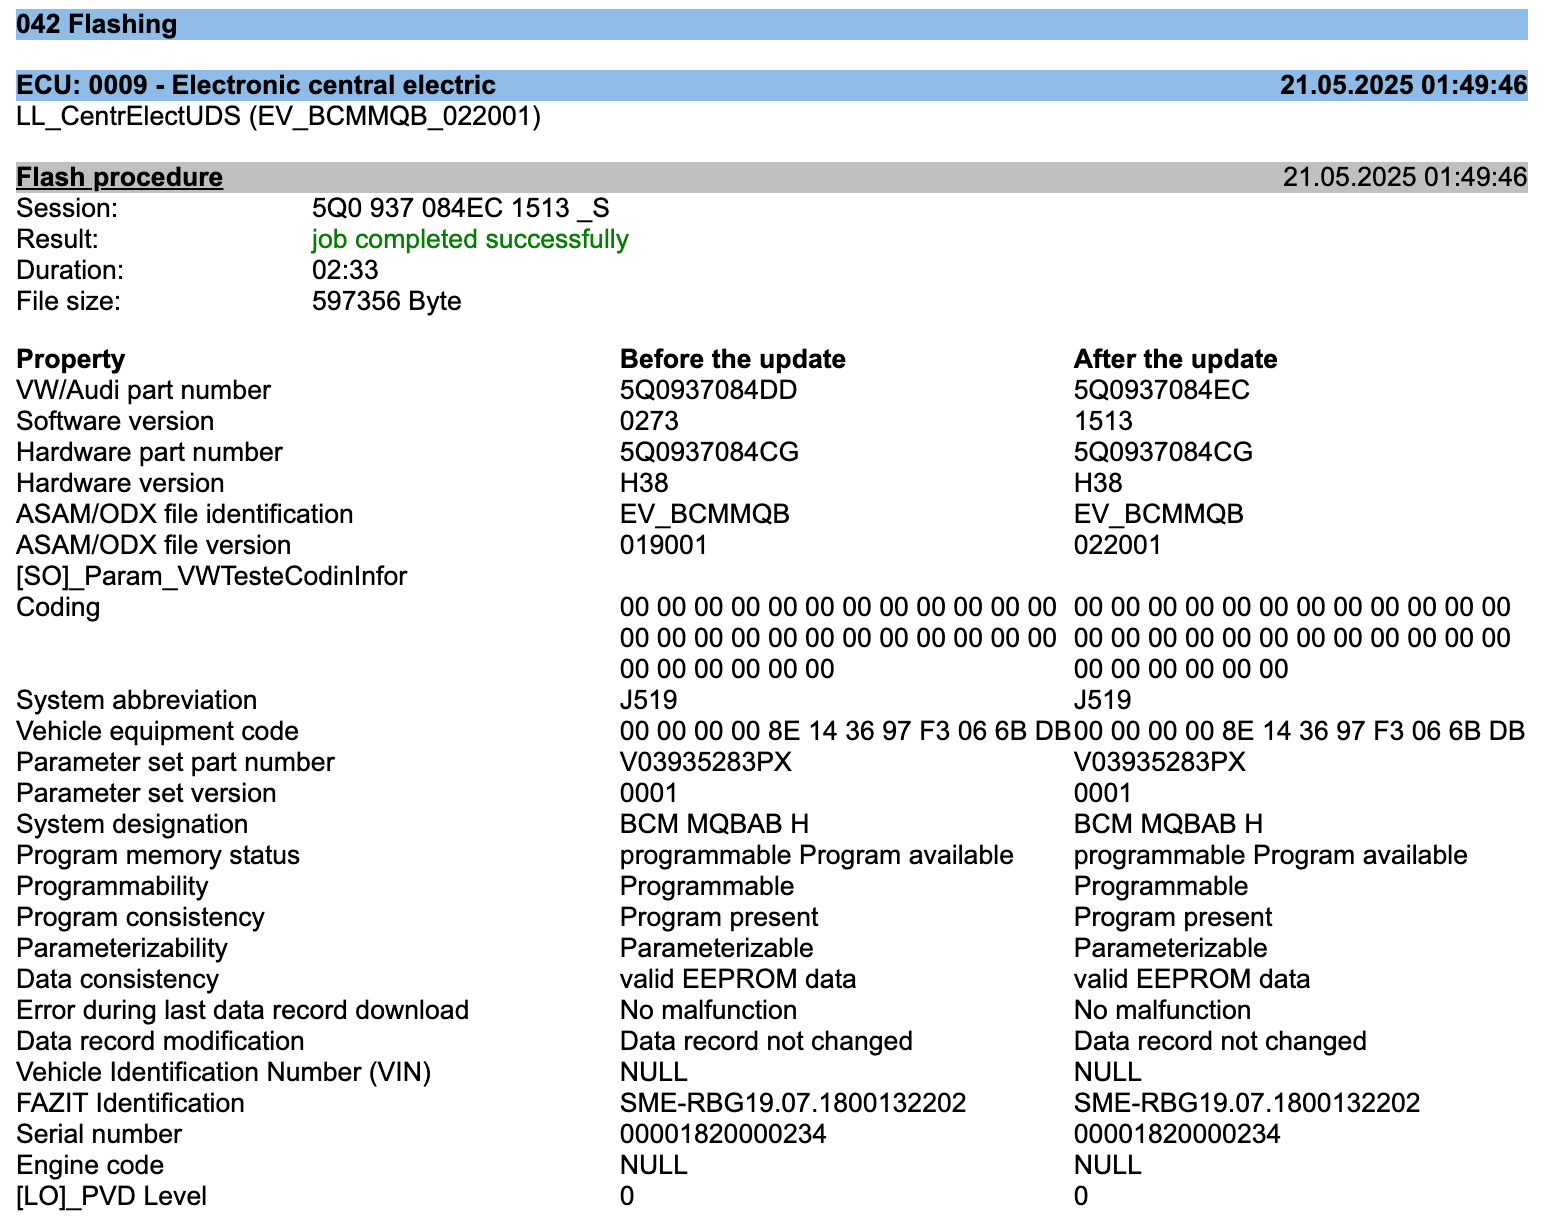 042 Flashing
ECU: 0009 - Electronic central electric 21.05.2025 01:49:46
LL_CentrElectUDS (EV_BCMMQB_022001)
Flash procedure 21.05.2025 01:49:46
Session: 5Q0 937 084EC 1513 _S
Result: job completed successfully
Duration: 02:33
File size: 597356 Byte
Property Before the update After the update
VW/Audi part number 5Q0937084DD 5Q0937084EC
Software version 0273 1513
Hardware part number 5Q0937084CG 5Q0937084CG
Hardware version H38 H38
ASAM/ODX file identification EV_BCMMQB EV_BCMMQB
ASAM/ODX file version 019001 022001
[SO]_Param_VWTesteCodinInfor
Coding 00 00 00 00 00 00 00 00 00 00 00 00 00 00 00 00 00 00 00 00 00 00 00 00
00 00 00 00 00 00 00 00 00 00 00 00 00 00 00 00 00 00 00 00 00 00 00 00
00 00 00 00 00 00 00 00 00 00 00 00
System abbreviation J519 J519
Vehicle equipment code 00 00 00 00 8E 14 36 97 F3 06 6B DB 00 00 00 00 8E 14 36 97 F3 06 6B DB
Parameter set part number V03935283PX V03935283PX
Parameter set version 0001 0001
System designation BCM MQBAB H BCM MQBAB H
Program memory status programmable Program available programmable Program available
Programmability Programmable Programmable
Program consistency Program present Program present
Parameterizability Parameterizable Parameterizable
Data consistency valid EEPROM data valid EEPROM data
Error during last data record download No malfunction No malfunction
Data record modification Data record not changed Data record not changed
Vehicle Identification Number (VIN) NULL NULL
FAZIT Identification SME-RBG19.07.1800132202 SME-RBG19.07.1800132202
Serial number 00001820000234 00001820000234
Engine code NULL NULL
[LO]_PVD Level 0 0